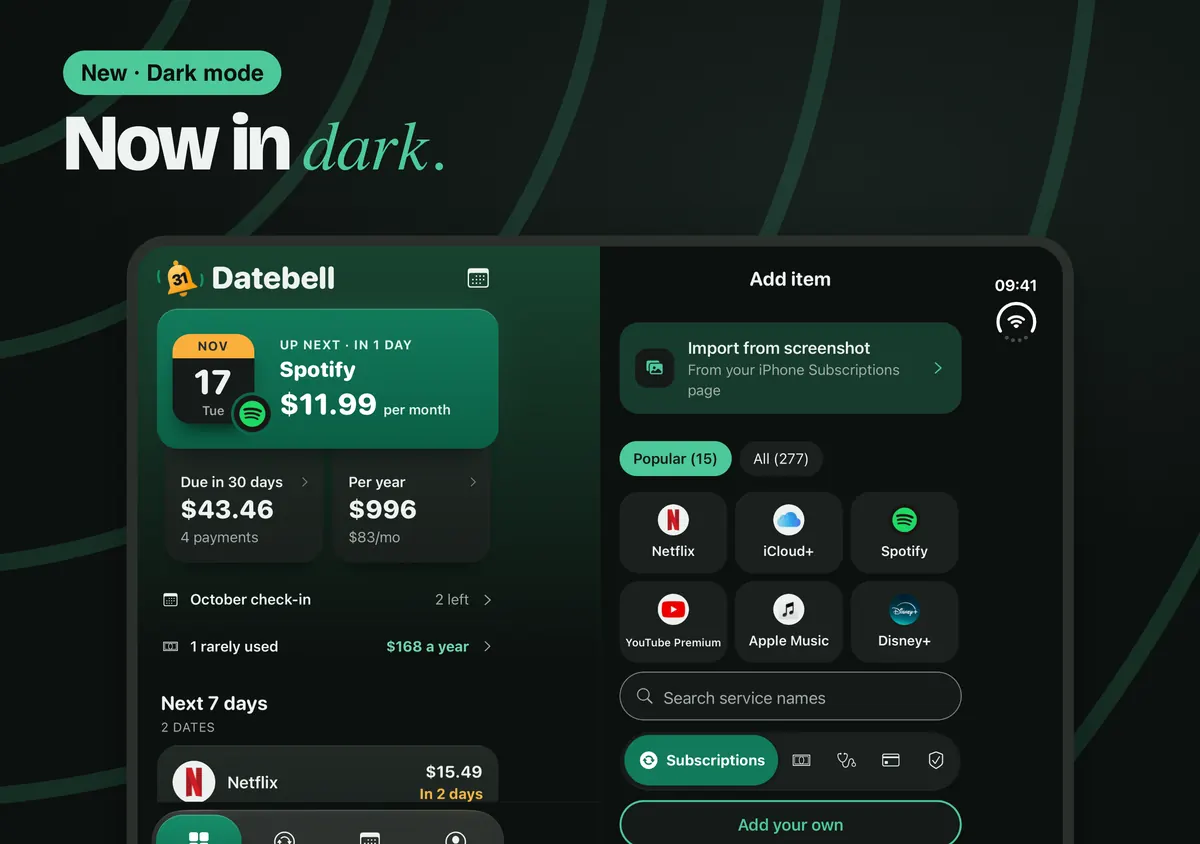 New · Dark mode
Now in dark.
31 Datebell
NOV
17
Tue
UP NEXT · IN 1 DAY
Spotify
$11.99 per month
Due in 30 days
$43.46
4 payments
Per year
$996
$83/mo
October check-in 2 left
1 rarely used $168 a year
Next 7 days
2 DATES
Netflix
$15.49
In 2 days
Add item
09:41
Import from screenshot
From your iPhone Subscriptions
page
Popular (15) All (277)
Netflix iCloud+ Spotify
YouTube Premium Apple Music Disney+
Search service names
Subscriptions
Add your own